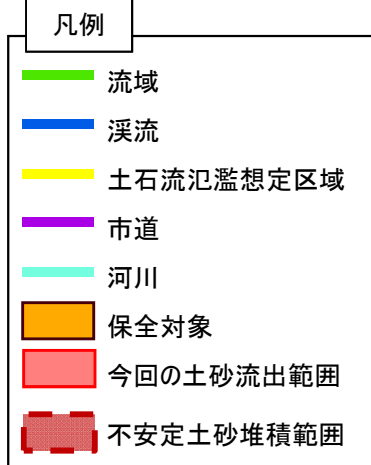 凡例
流域
渓流
土石流氾濫想定区域
市道
河川
保全対象
今回の土砂流出範囲
不安定土砂堆積範囲